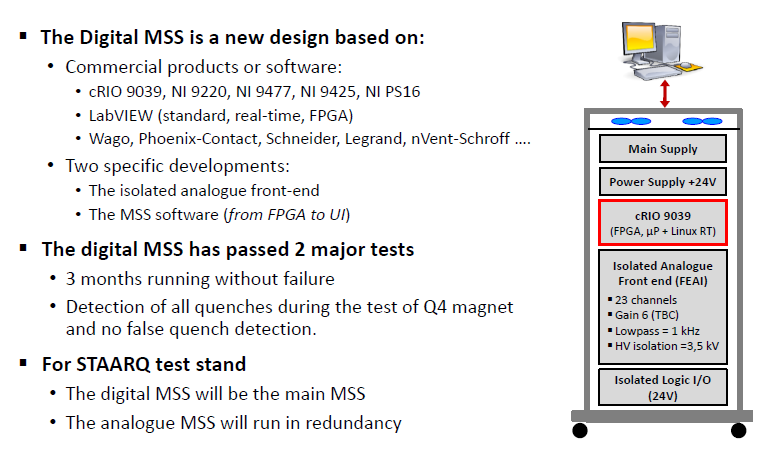 ▪ The Digital MSS is a new design based on:
• Commercial products or software:
• cRIO 9039, NI 9220, NI 9477, NI 9425, NI PS16
• LabVIEW (standard, real-time, FPGA)
• Wago, Phoenix-Contact, Schneider, Legrand, nVent-Schroff ....
• Two specific developments:
• The isolated analogue front-end
• The MSS software (from FPGA to UI)
▪ The digital MSS has passed 2 major tests
• 3 months running without failure
• Detection of all quenches during the test of Q4 magnet
and no false quench detection.
▪ For STAARQ test stand
• The digital MSS will be the main MSS
• The analogue MSS will run in redundancy
Main Supply
Power Supply +24V
cRIO 9039
(FPGA, µP + Linux RT)
Isolated Analogue
Front end (FEAI)
▪ 23 channels
▪ Gain 6 (TBC)
▪ Lowpass = 1 kHz
▪ HV isolation =3,5 kV
Isolated Logic I/O
(24V)